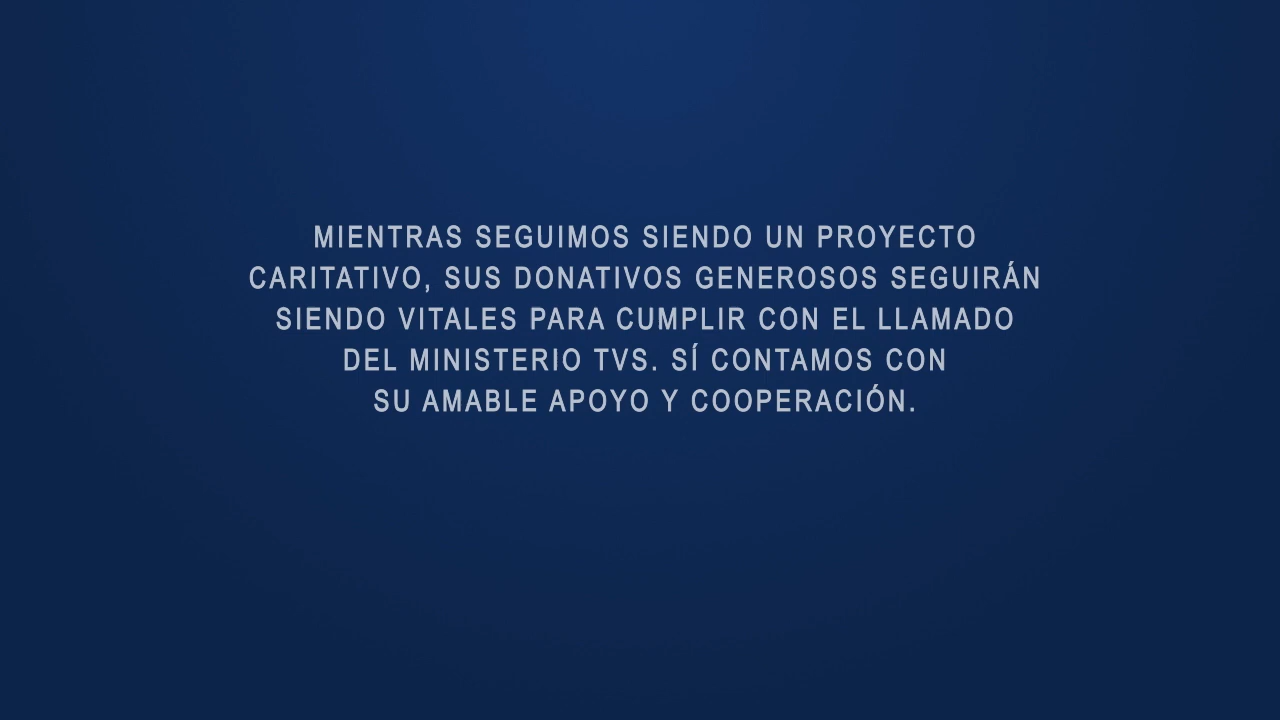 MIENTRAS SEGUIMOS SIENDO UN PROYECTO
CARITATIVO, SUS DONATIVOS GENEROSOS SEGUIRÁN
SIENDO VITALES PARA CUMPLIR CON EL LLAMADO
DEL MINISTERIO TVS. SÍ CONTAMOS CON
SU AMABLE APOYO Y COOPERACIÓN.